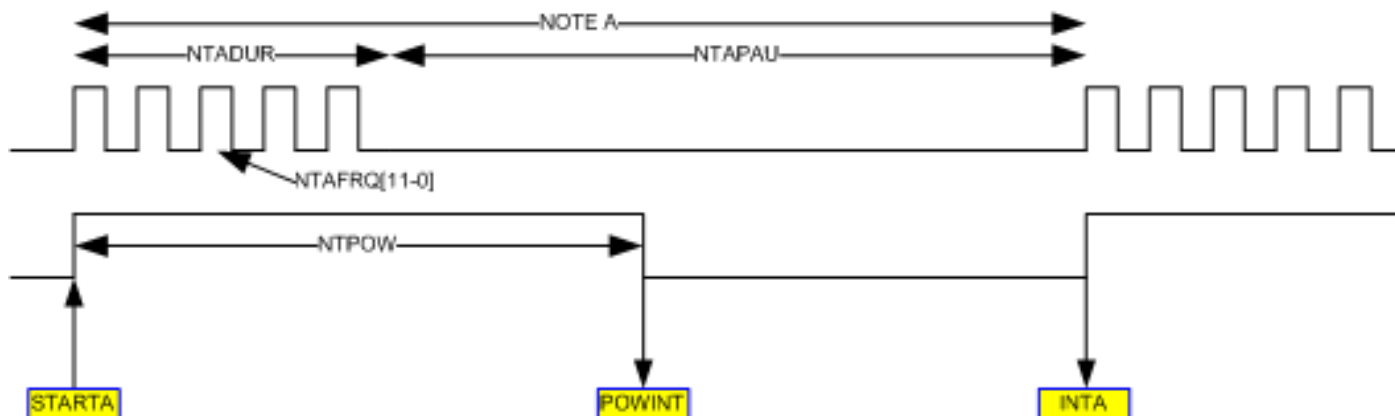 NOTE A
NTADUR
NTAPAU
NTAFRQ[11-0]
NTPOW
STARTA
POWINT
INTA